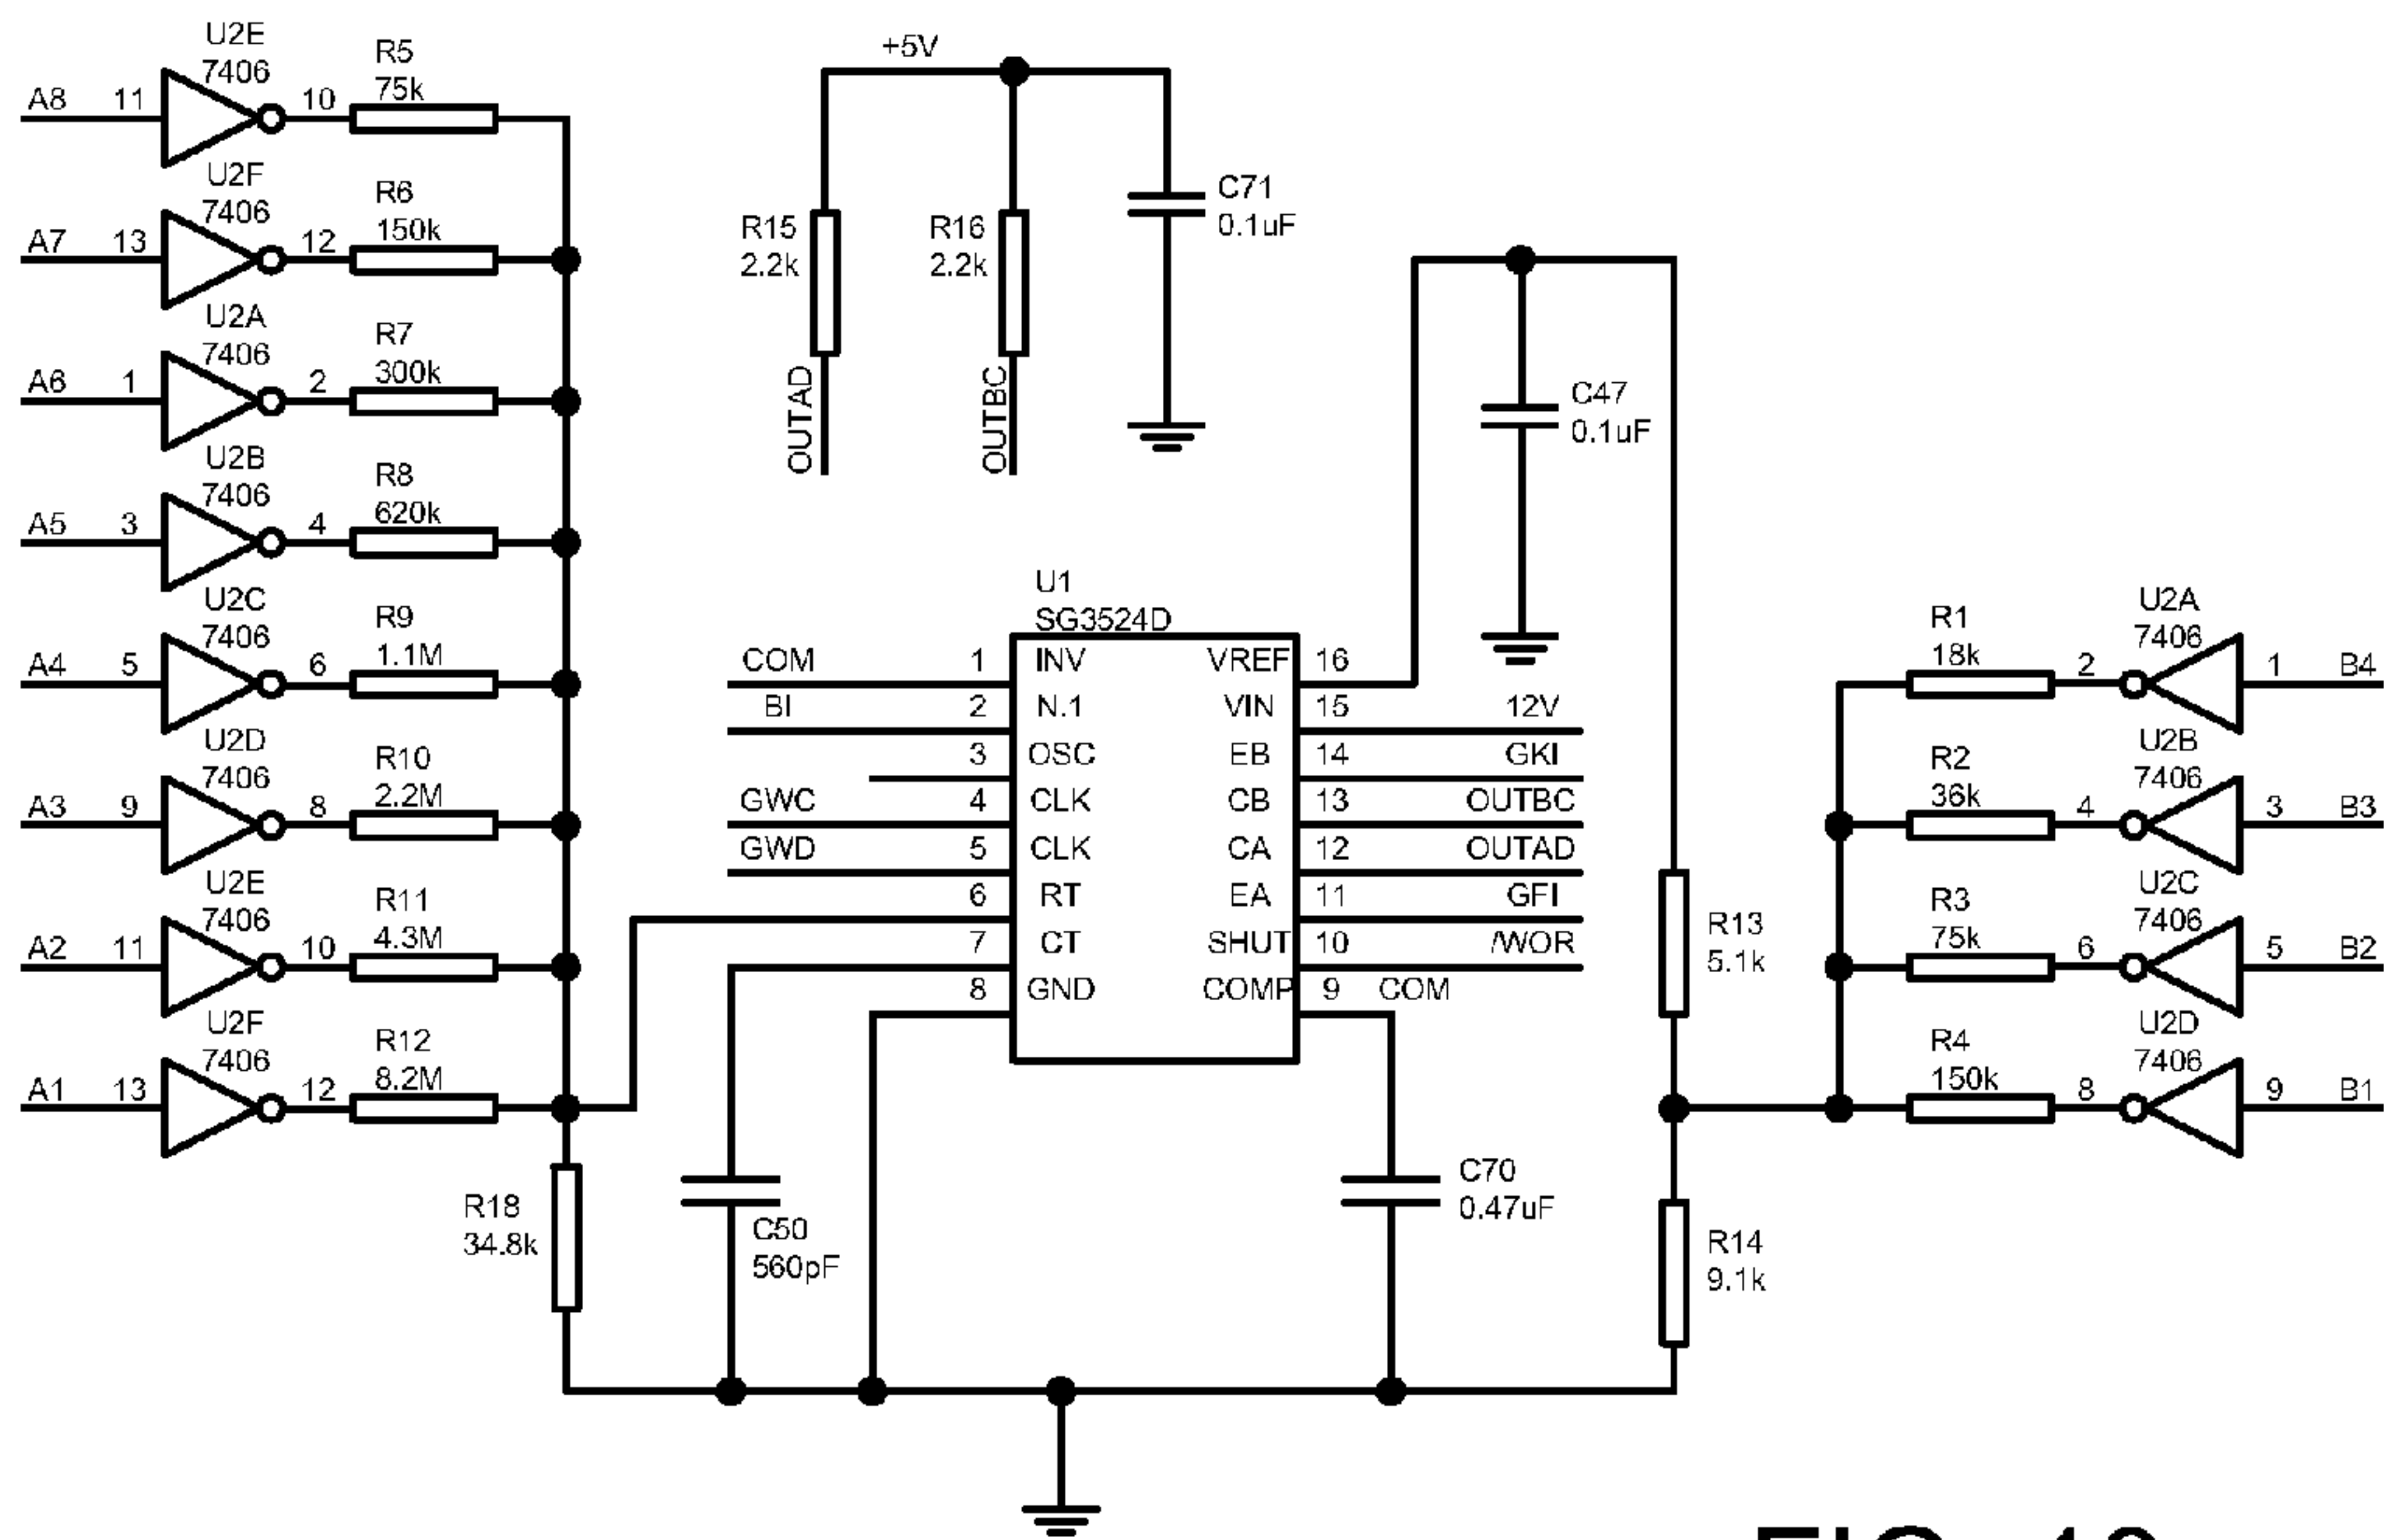 U2E
7406
A8 11 10
R5
75k
U2F
7406
A7 13 12
R6
150k
U2A
7406
A6 1 2
R7
300k
U2B
7406
A5 3 4
R8
620k
U2C
7406
A4 5 6
R9
1.1M
U2D
7406
A3 9 8
R10
2.2M
U2E
7406
A2 11 10
R11
4.3M
U2F
7406
A1 13 12
R12
8.2M
R18
34.8k
+5V
R15
2.2k
R16
2.2k
C71
0.1uF
OUTAD
OUTBC
C47
0.1uF
U1
SG3524D
COM 1 INV VREF 16
BI 2 N.1 VIN 15 12V
3 OSC EB 14 GKI
GWC 4 CLK CB 13 OUTBC
GWD 5 CLK CA 12 OUTAD
6 RT EA 11 GFI
7 CT SHUT 10 /WOR
8 GND COMP 9 COM
C50
560pF
C70
0.47uF
R13
5.1k
R14
9.1k
R1
18k
U2A
7406
2 1 B4
R2
36k
U2B
7406
4 3 B3
R3
75k
U2C
7406
6 5 B2
R4
150k
U2D
7406
8 9 B1